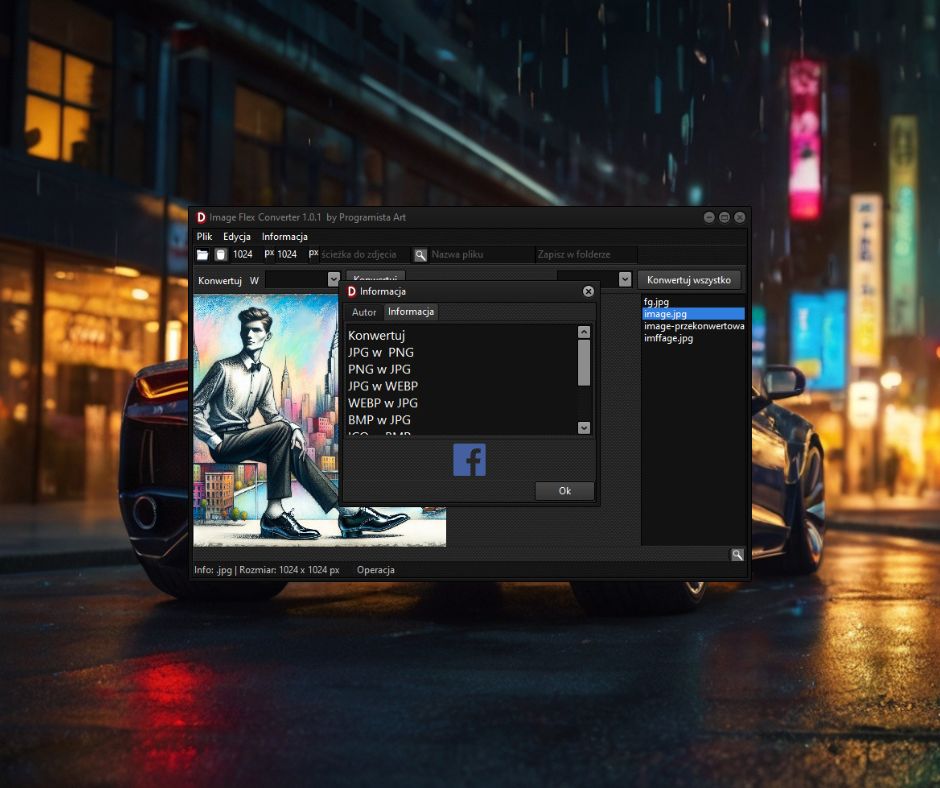 D Image Flex Converter 1.0.1 by Programista Art
Plik Edycja Informacja
1024 px 1024 px ścieżka do zdjęcia Nazwa pliku Zapisz w folderze
Konwertuj W Konwertuj Konwertuj wszystko
fg.jpg
image.jpg
image-przekonwertowa
imffage.jpg
D Informacja
Autor Informacja
Konwertuj
JPG w PNG
PNG w JPG
JPG w WEBP
WEBP w JPG
BMP w JPG
f
Ok
Info: .jpg | Rozmiar: 1024 x 1024 px Operacja